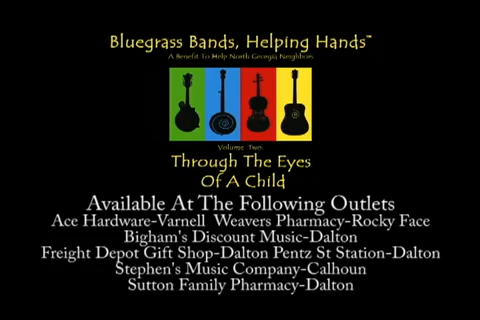 Bluegrass Bands, Helping Hands™
A Benefit To Help North Georgia Neighbors
Volume Two:
Through The Eyes
Of A Child
Available At The Following Outlets
Ace Hardware-Varnell Weavers Pharmacy-Rocky Face
Bigham's Discount Music-Dalton
Freight Depot Gift Shop-Dalton Pentz St Station-Dalton
Stephen's Music Company-Calhoun
Sutton Family Pharmacy-Dalton